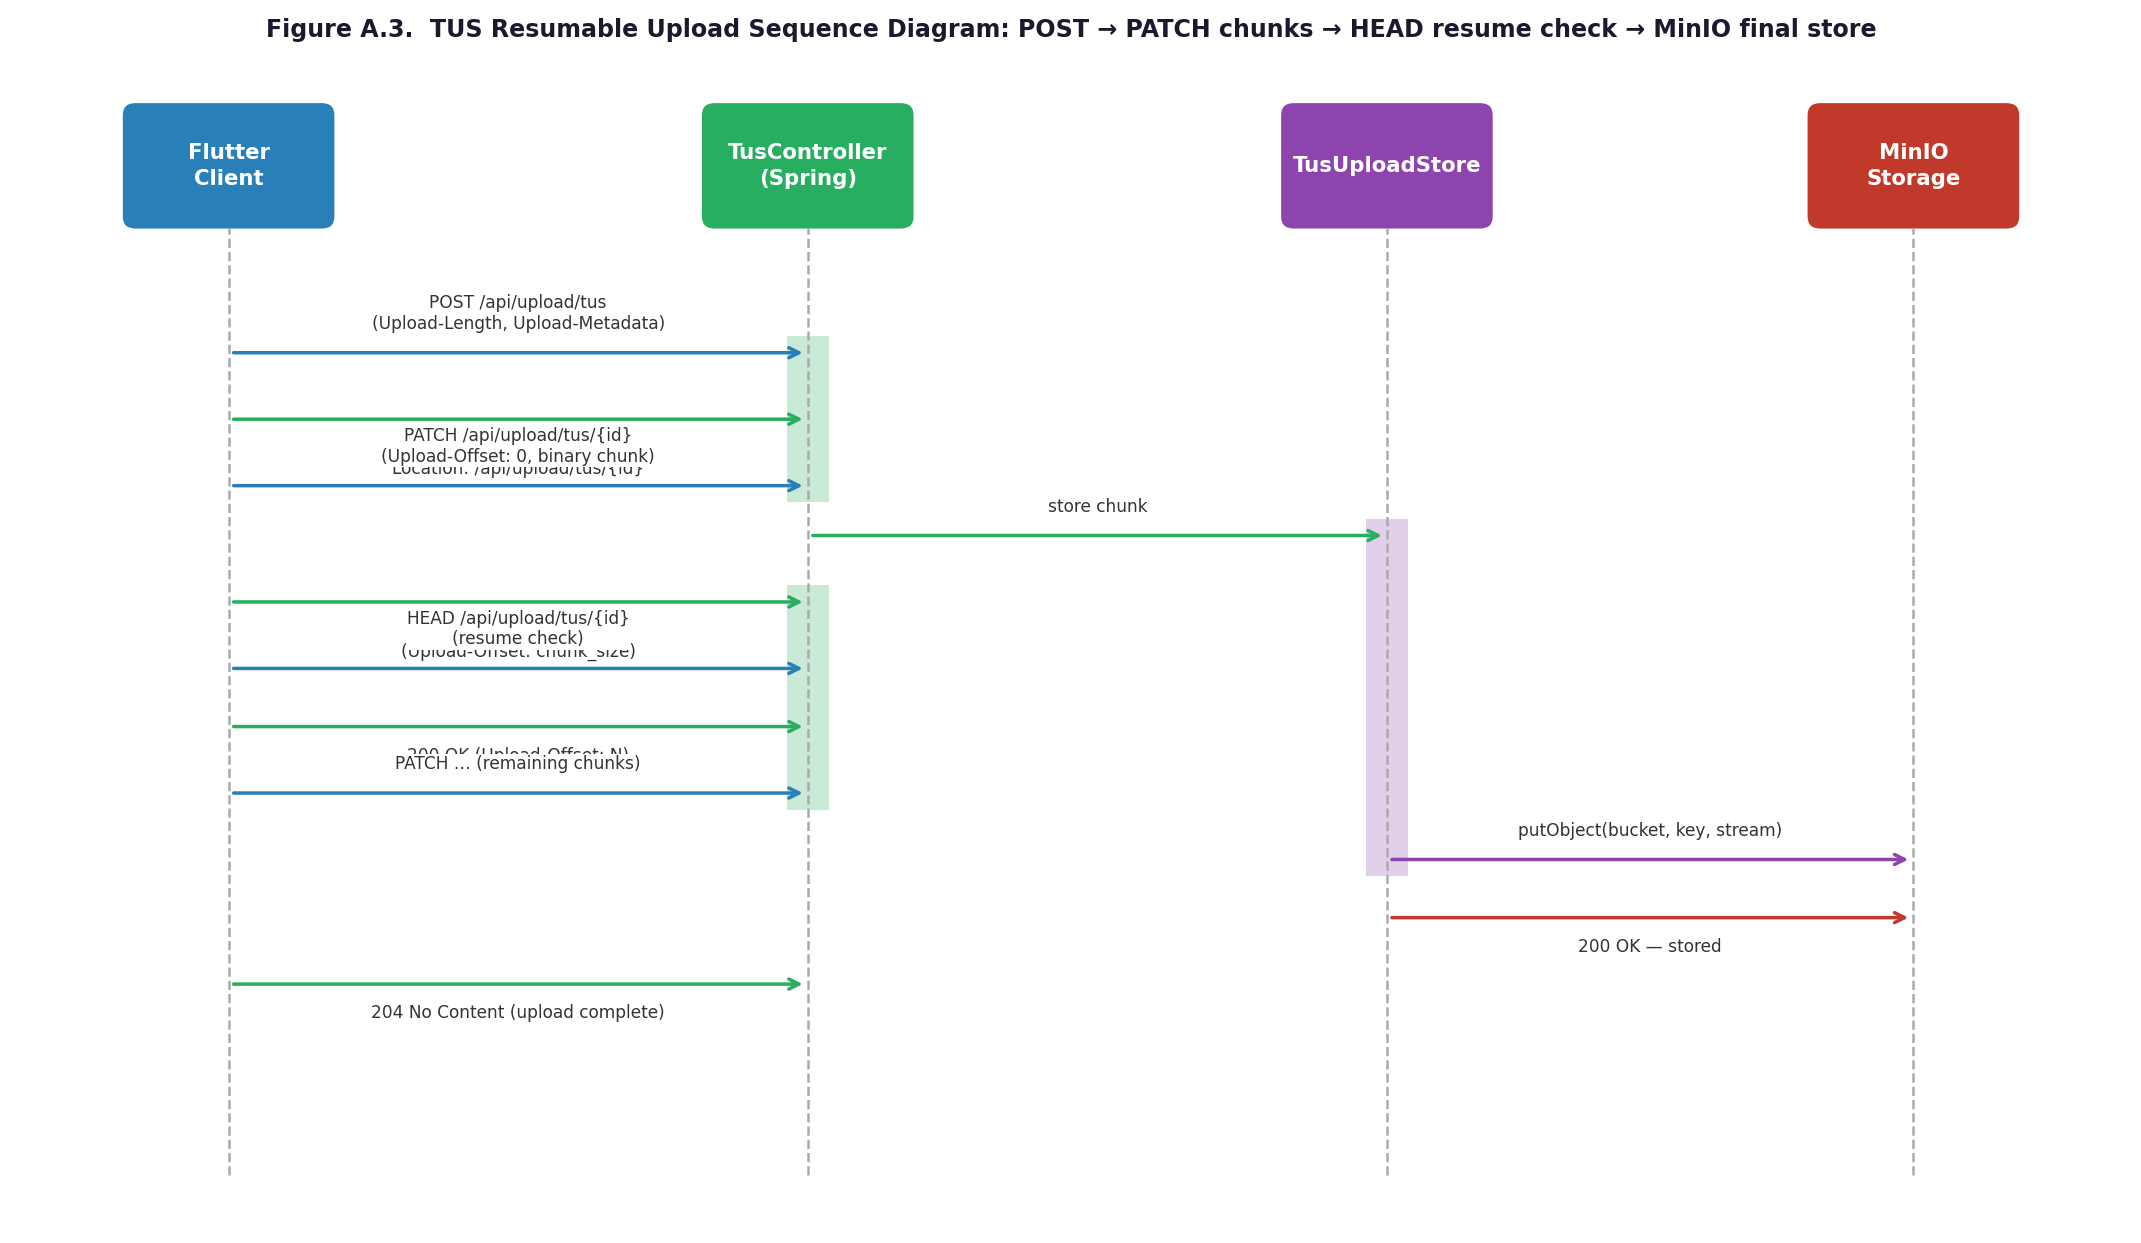 Figure A.3.  TUS Resumable Upload Sequence Diagram: POST → PATCH chunks → HEAD resume check → MinIO final store
Flutter
Client
TusController
(Spring)
TusUploadStore
MinIO
Storage
POST /api/upload/tus
(Upload-Length, Upload-Metadata)
PATCH /api/upload/tus/{id}
(Upload-Offset: 0, binary chunk)
Location: /api/upload/tus/{id}
store chunk
HEAD /api/upload/tus/{id}
(resume check)
(Upload-Offset: chunk_size)
200 OK (Upload-Offset: N)
PATCH … (remaining chunks)
putObject(bucket, key, stream)
200 OK — stored
204 No Content (upload complete)